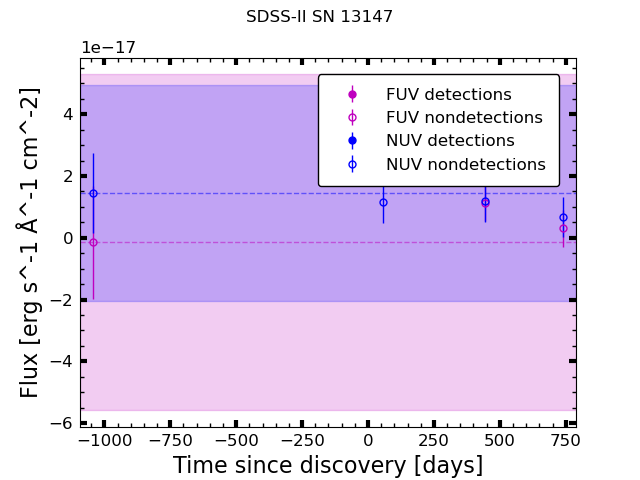 SDSS-II SN 13147
1e−17
FUV detections
FUV nondetections
NUV detections
NUV nondetections
4
2
0
−2
−4
−6
Flux [erg s^-1 Å^-1 cm^-2]
−1000 −750 −500 −250 0 250 500 750
Time since discovery [days]